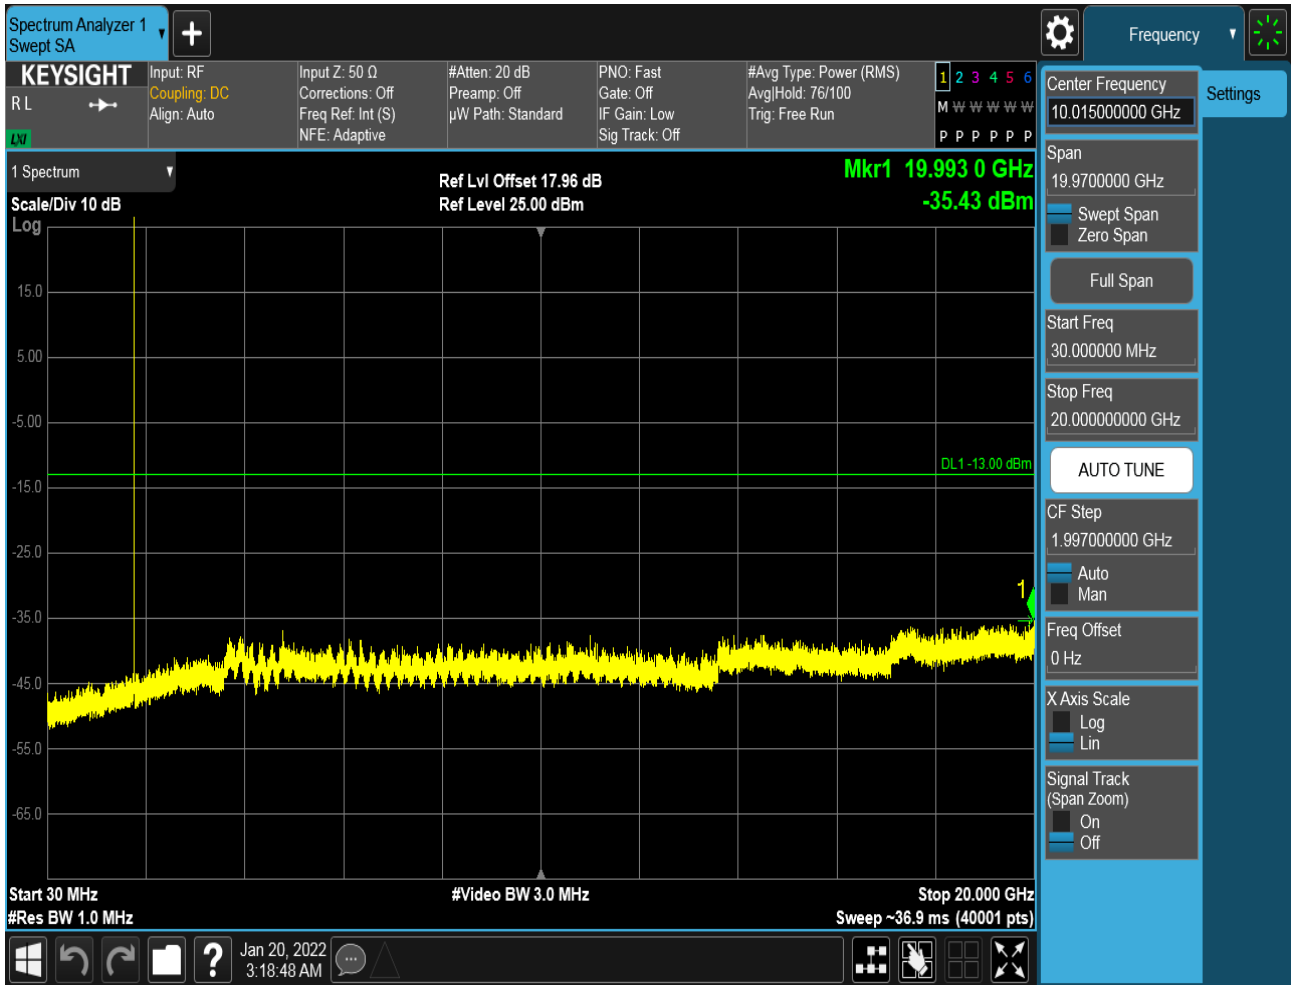 Spectrum Analyzer 1
Swept SA
Frequency
KEYSIGHT
R L
LXI
Input: RF
Coupling: DC
Align: Auto
Input Z: 50 Ω
Corrections: Off
Freq Ref: Int (S)
NFE: Adaptive
#Atten: 20 dB
Preamp: Off
µW Path: Standard
PNO: Fast
Gate: Off
IF Gain: Low
Sig Track: Off
#Avg Type: Power (RMS)
Avg|Hold: 76/100
Trig: Free Run
1 2 3 4 5 6
M W W W W W
P P P P P P
1 Spectrum
Scale/Div 10 dB
Log
Ref Lvl Offset 17.96 dB
Ref Level 25.00 dBm
Mkr1 19.993 0 GHz
-35.43 dBm
15.0
5.00
-5.00
-15.0
-25.0
-35.0
-45.0
-55.0
-65.0
DL1 -13.00 dBm
1
Start 30 MHz
#Res BW 1.0 MHz
#Video BW 3.0 MHz
Stop 20.000 GHz
Sweep ~36.9 ms (40001 pts)
?
Jan 20, 2022
3:18:48 AM
Center Frequency
10.015000000 GHz
Settings
Span
19.9700000 GHz
Swept Span
Zero Span
Full Span
Start Freq
30.000000 MHz
Stop Freq
20.000000000 GHz
AUTO TUNE
CF Step
1.997000000 GHz
Auto
Man
Freq Offset
0 Hz
X Axis Scale
Log
Lin
Signal Track
(Span Zoom)
On
Off